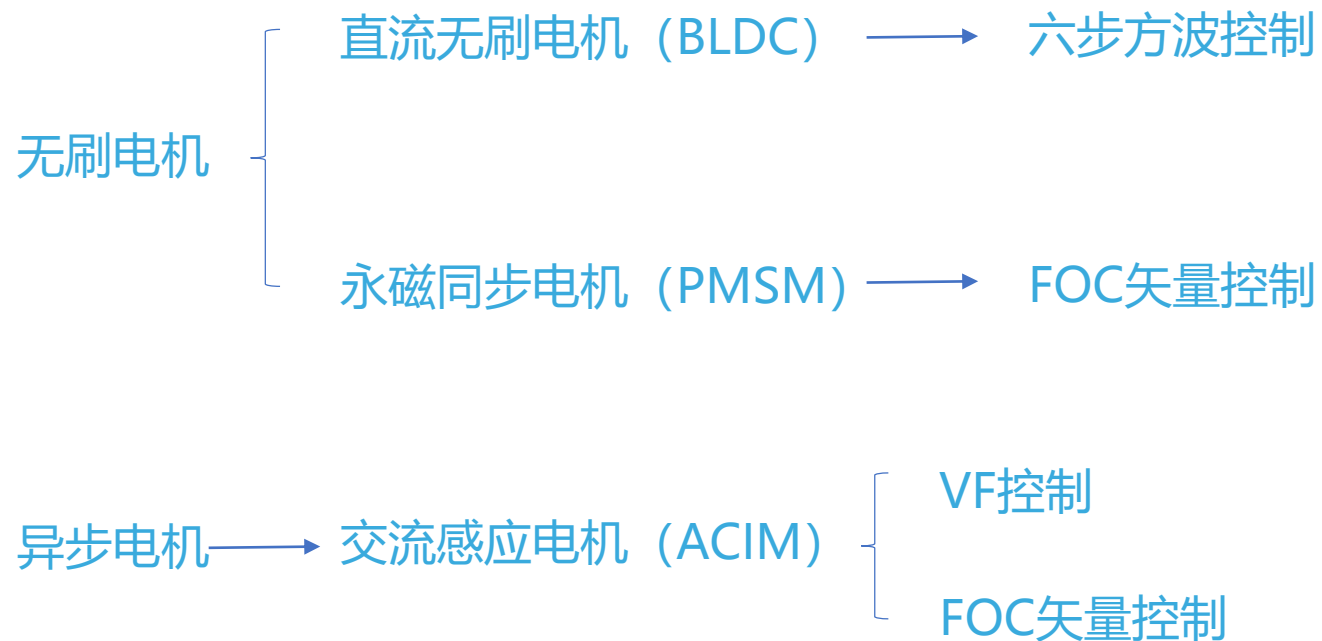 直流无刷电机（BLDC）
六步方波控制
无刷电机
永磁同步电机（PMSM）
FOC矢量控制
VF控制
异步电机
交流感应电机（ACIM）
FOC矢量控制